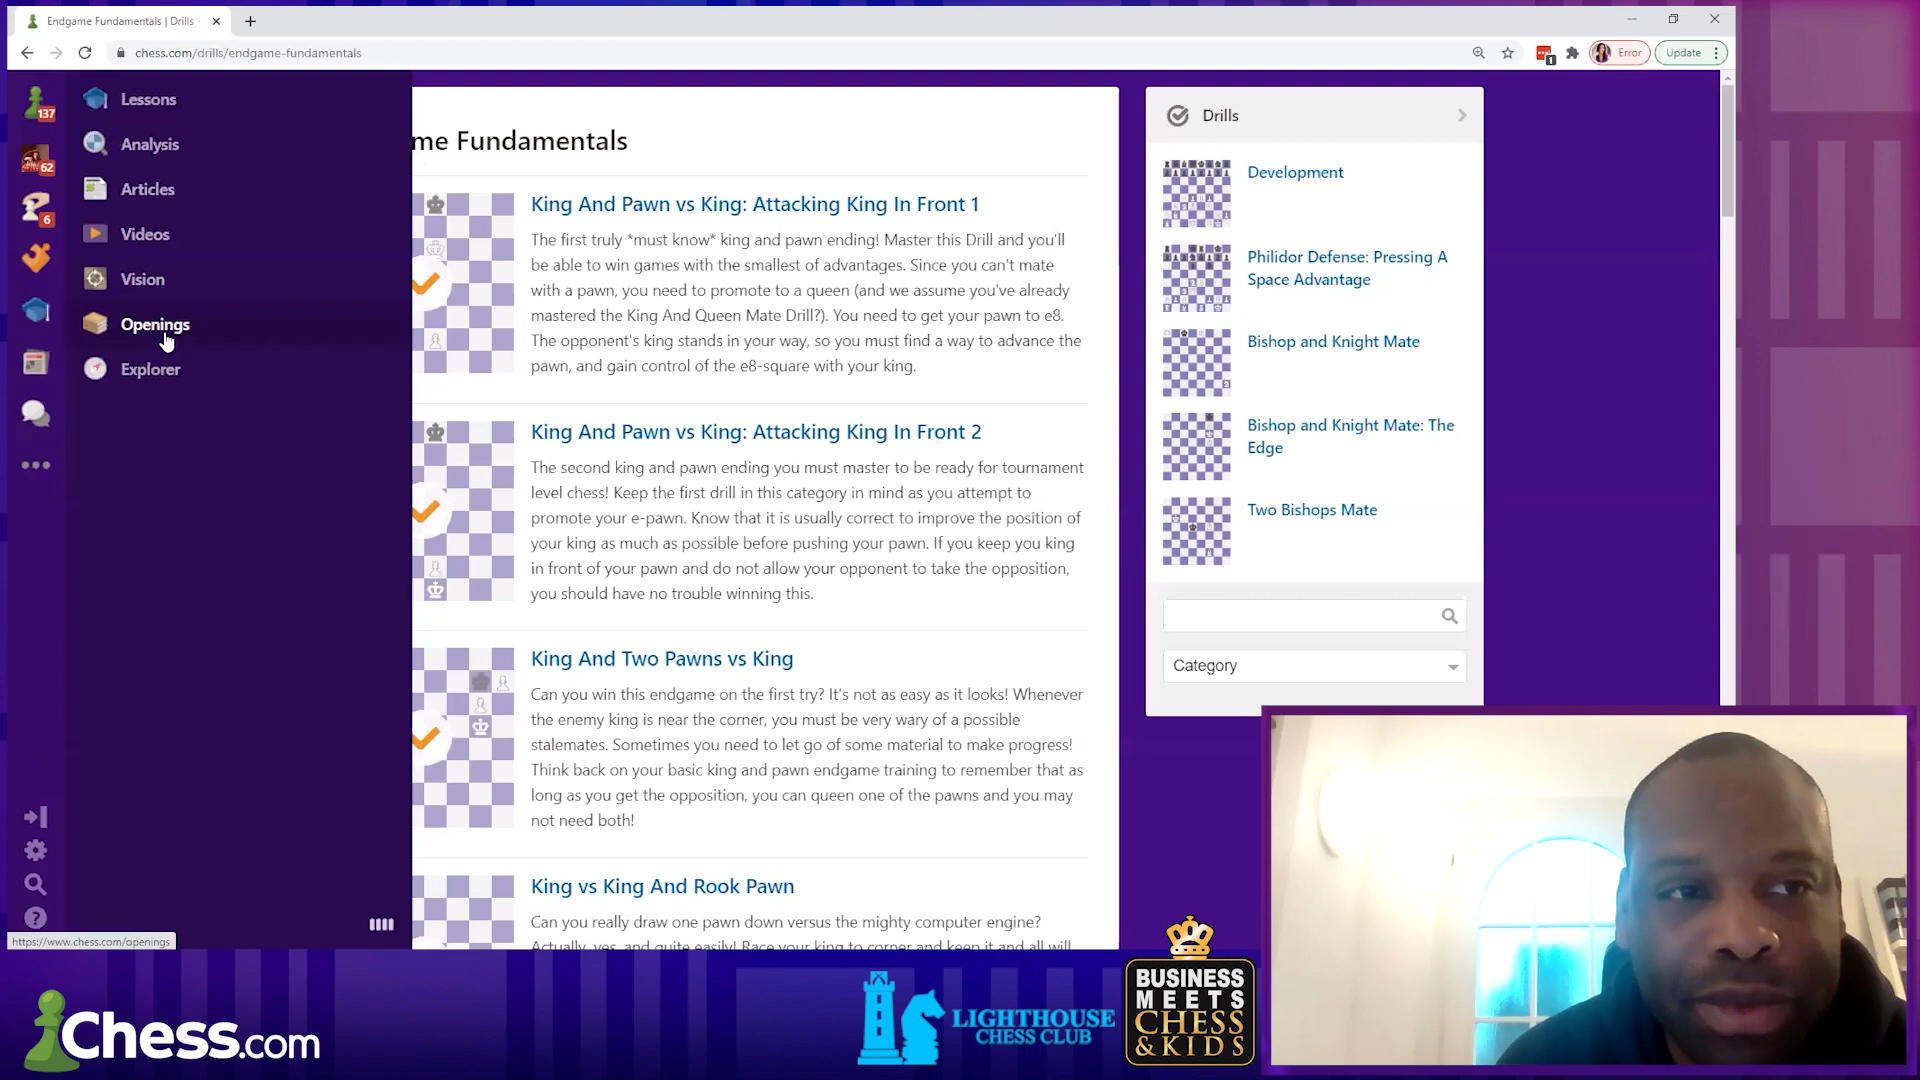 Endgame Fundamentals | Drills
chess.com/drills/endgame-fundamentals
Error
Update
1
137
62
6
Lessons
Analysis
Articles
Videos
Vision
Openings
Explorer
me Fundamentals
King And Pawn vs King: Attacking King In Front 1
The first truly *must know* king and pawn ending! Master this Drill and you'll
be able to win games with the smallest of advantages. Since you can't mate
with a pawn, you need to promote to a queen (and we assume you've already
mastered the King And Queen Mate Drill?). You need to get your pawn to e8.
The opponent's king stands in your way, so you must find a way to advance the
pawn, and gain control of the e8-square with your king.
King And Pawn vs King: Attacking King In Front 2
The second king and pawn ending you must master to be ready for tournament
level chess! Keep the first drill in this category in mind as you attempt to
promote your e-pawn. Know that it is usually correct to improve the position of
your king as much as possible before pushing your pawn. If you keep you king
in front of your pawn and do not allow your opponent to take the opposition,
you should have no trouble winning this.
King And Two Pawns vs King
Can you win this endgame on the first try? It's not as easy as it looks! Whenever
the enemy king is near the corner, you must be very wary of a possible
stalemates. Sometimes you need to let go of some material to make progress!
Think back on your basic king and pawn endgame training to remember that as
long as you get the opposition, you can queen one of the pawns and you may
not need both!
King vs King And Rook Pawn
Can you really draw one pawn down versus the mighty computer engine?
Actually, yes, and quite easily! Race your king to corner and keep it and all will
Drills
Development
Philidor Defense: Pressing A
Space Advantage
Bishop and Knight Mate
Bishop and Knight Mate: The
Edge
Two Bishops Mate
Category
https://www.chess.com/openings
Chess.com
LIGHTHOUSE
CHESS CLUB
BUSINESS
MEETS
CHESS
& KIDS